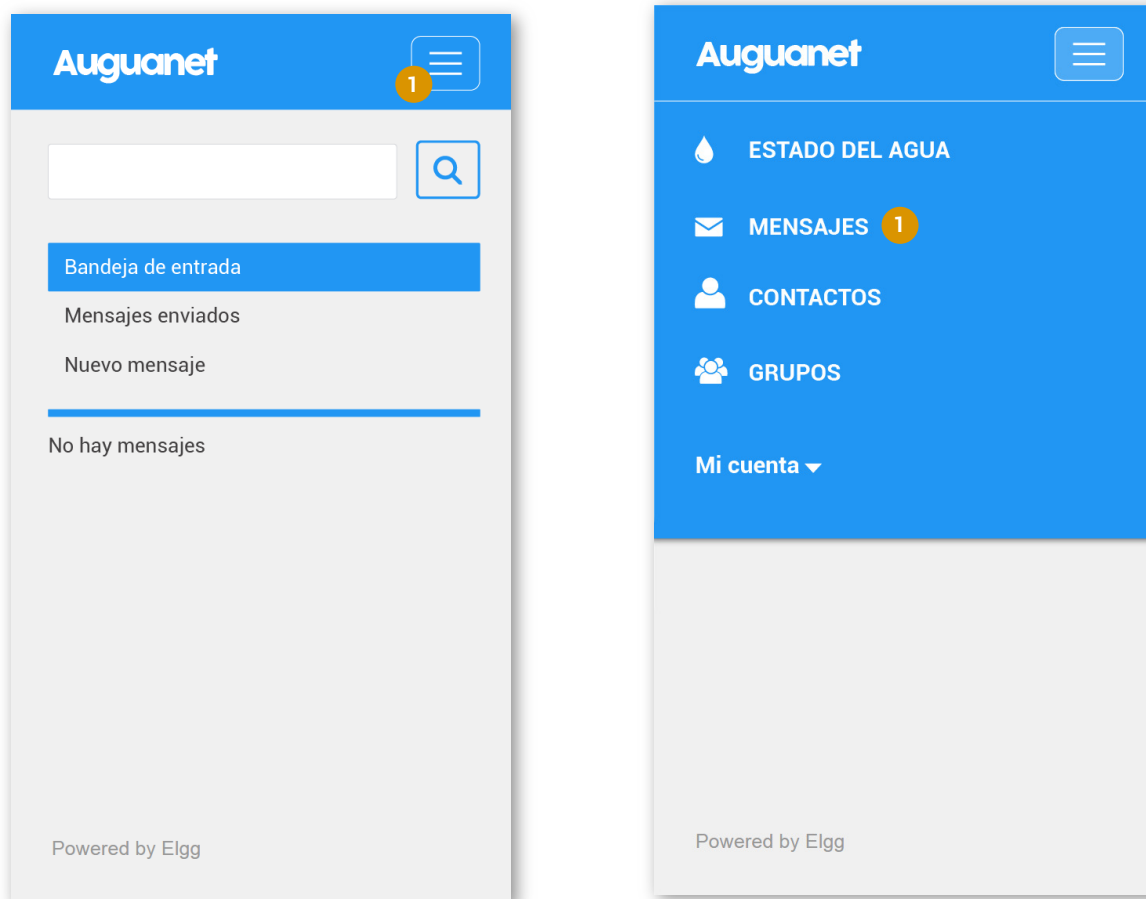 Auguanet
1
Bandeja de entrada
Mensajes enviados
Nuevo mensaje
No hay mensajes
Powered by Elgg
Auguanet
ESTADO DEL AGUA
MENSAJES 1
CONTACTOS
GRUPOS
Mi cuenta
Powered by Elgg